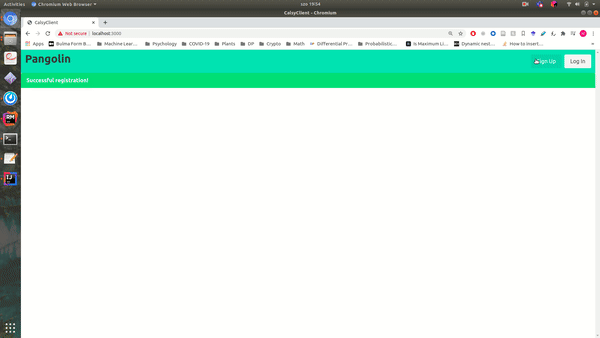 Activities
Chromium Web Browser
19:54
CalsyClient - Chromium
CalsyClient
Not secure
localhost:3000
Apps
Bulma Form B...
Machine Lear...
Psychology
COVID-19
Plants
DP
Crypto
Math
Differential Pr...
Probabilistic...
Is Maximum Li...
Dynamic nest...
How to insert...
Pangolin
Sign Up
Log In
Successful registration!